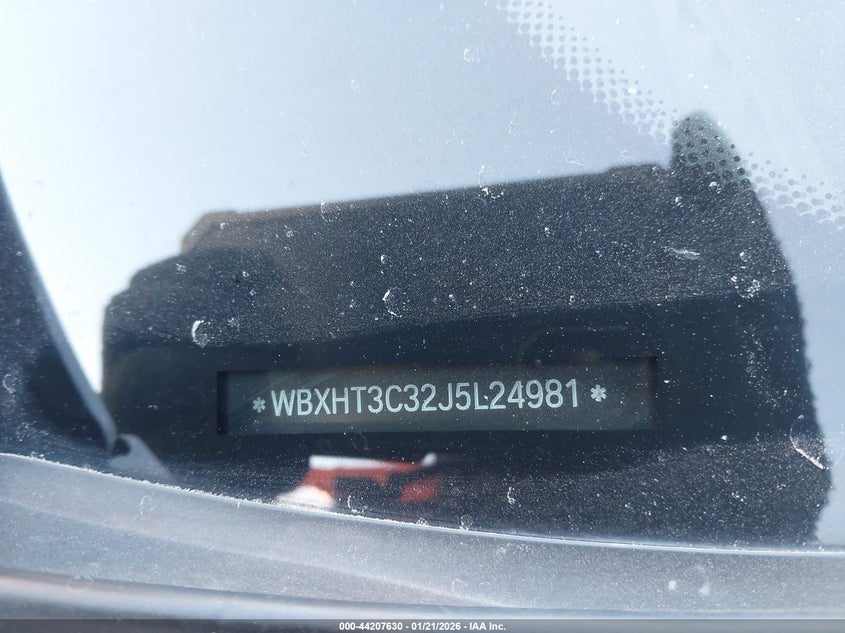 *WBXHT3C32J5L24981*
000-44207630 - 01/21/2026 - IAA Inc.